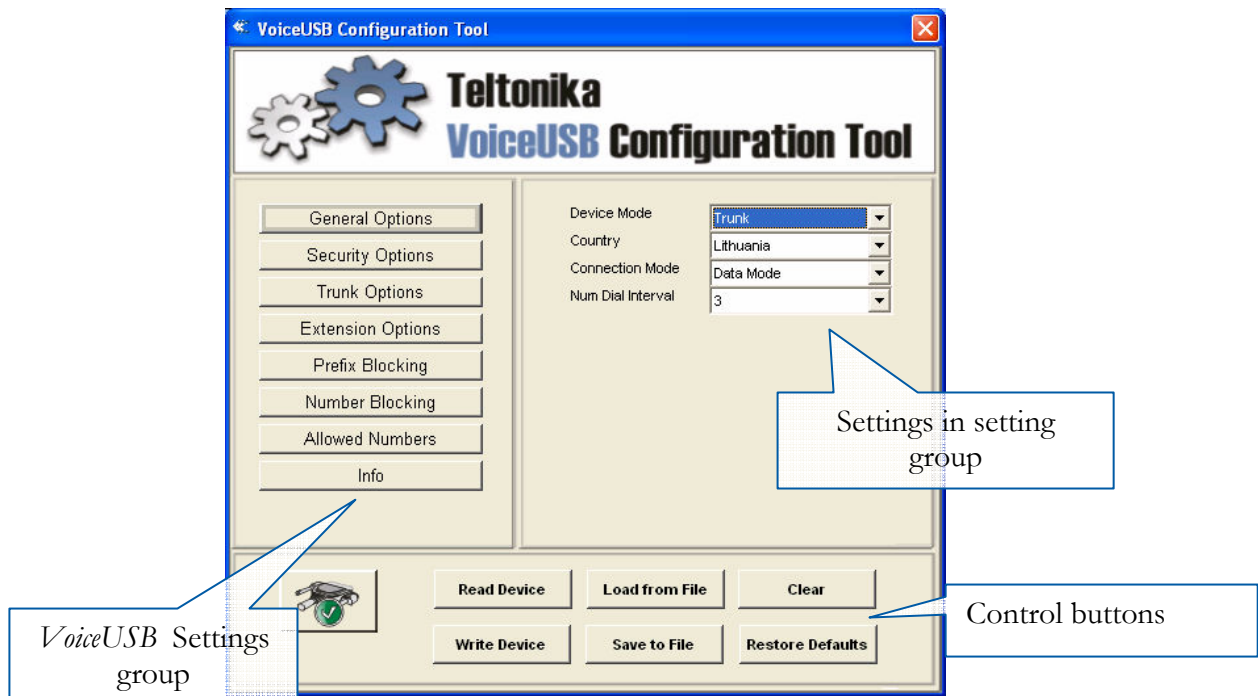 VoiceUSB Configuration Tool
Teltonika
VoiceUSB Configuration Tool
General Options
Security Options
Trunk Options
Extension Options
Prefix Blocking
Number Blocking
Allowed Numbers
Info
Device Mode Trunk
Country Lithuania
Connection Mode Data Mode
Num Dial Interval 3
Settings in setting
group
Read Device Load from File Clear
Write Device Save to File Restore Defaults
VoiceUSB Settings
group
Control buttons